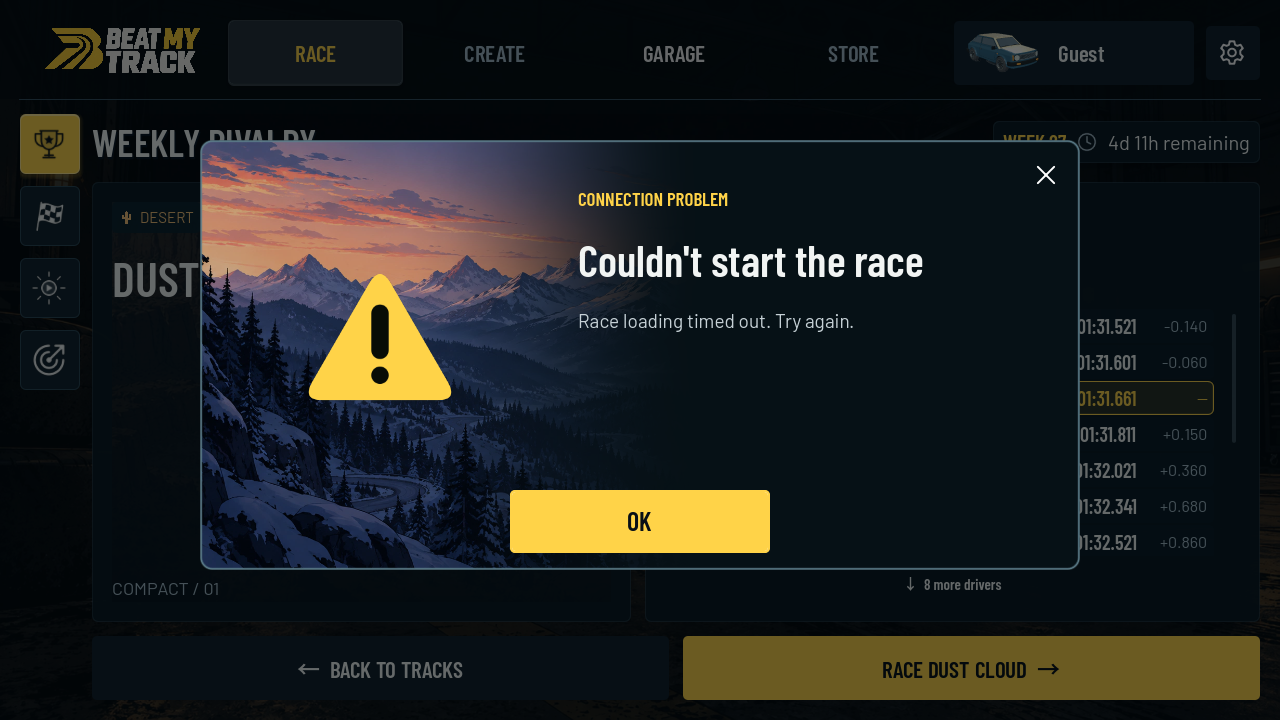 BEAT MY
TRACK
RACE
CREATE
GARAGE
STORE
Guest
WEEKLY RIVALRY
WEEK 07
4d 11h remaining
DESERT
DUST
CONNECTION PROBLEM
Couldn't start the race
Race loading timed out. Try again.
OK
01:31.521 -0.140
01:31.601 -0.060
01:31.661 –
01:31.811 +0.150
01:32.021 +0.360
01:32.341 +0.680
01:32.521 +0.860
↓ 8 more drivers
COMPACT / 01
← BACK TO TRACKS
RACE DUST CLOUD →